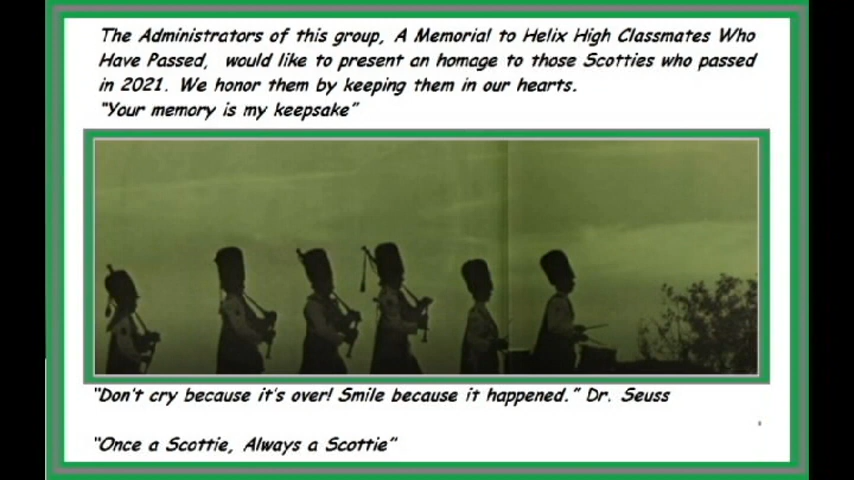 The Administrators of this group, A Memorial to Helix High Classmates Who
Have Passed, would like to present an homage to those Scotties who passed
in 2021. We honor them by keeping them in our hearts.
"Your memory is my keepsake"
"Don't cry because it's over! Smile because it happened." Dr. Seuss
"Once a Scottie, Always a Scottie"